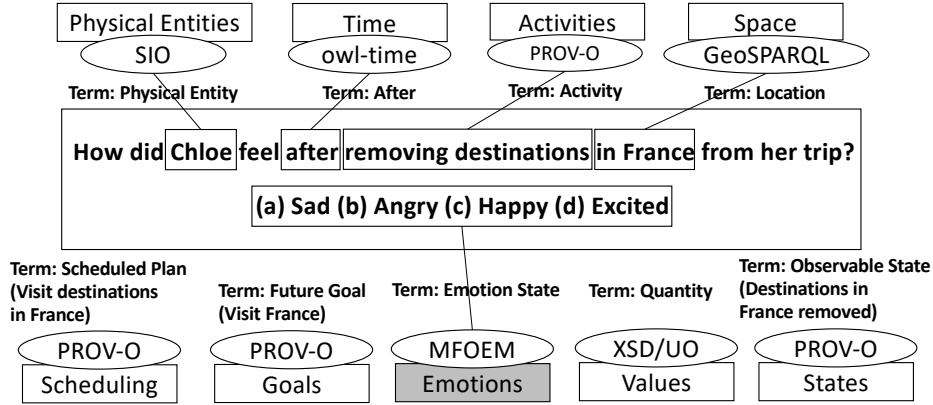 Physical Entities
Time
Activities
Space
SIO
owl-time
PROV-O
GeoSPARQL
Term: Physical Entity
Term: After
Term: Activity
Term: Location
How did Chloe feel after removing destinations in France from her trip?
(a) Sad (b) Angry (c) Happy (d) Excited
Term: Scheduled Plan
(Visit destinations
in France)
Term: Future Goal
(Visit France)
Term: Emotion State
Term: Quantity
Term: Observable State
(Destinations in
France removed)
PROV-O
PROV-O
MFOEM
XSD/UO
PROV-O
Scheduling
Goals
Emotions
Values
States